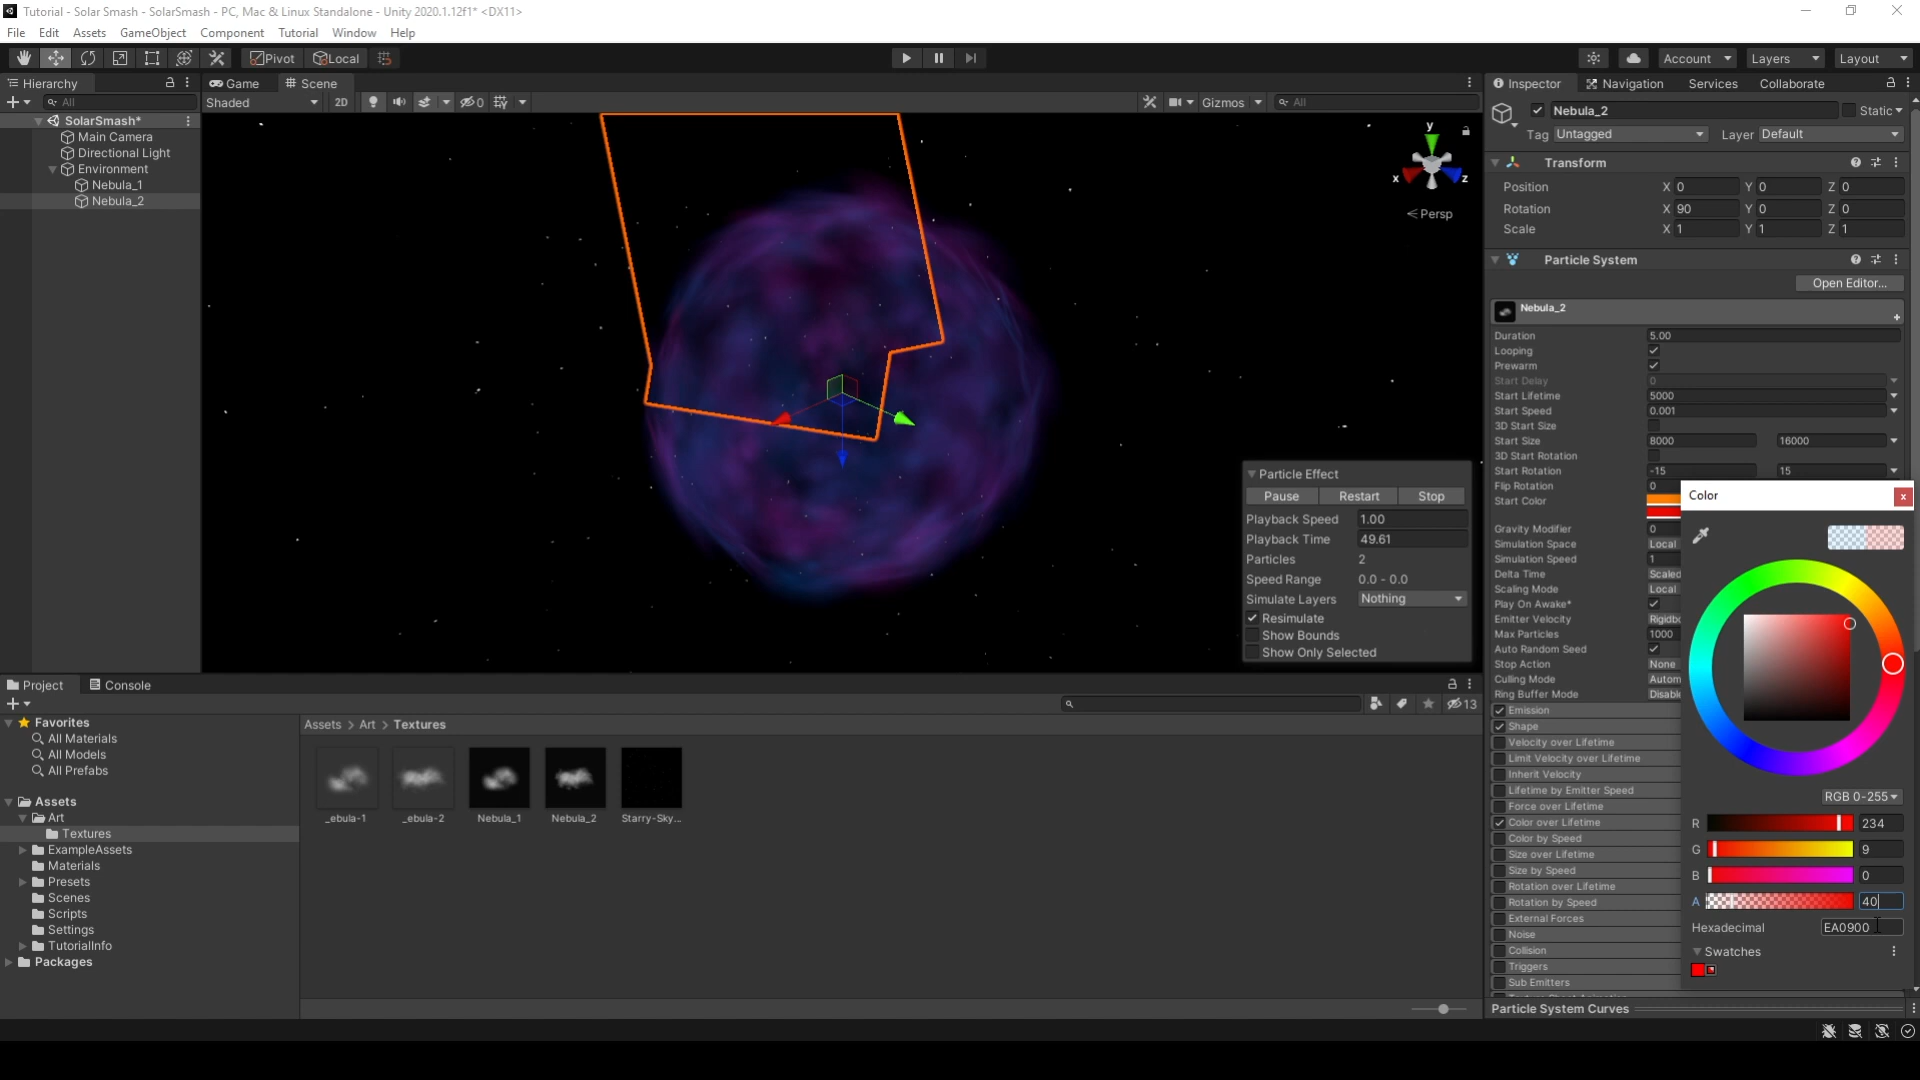 Tutorial - Solar Smash - SolarSmash - PC, Mac & Linux Standalone - Unity 2020.1.12f1* <DX11>
File Edit Assets GameObject Component Tutorial Window Help
Pivot Local Account Layers Layout
Hierarchy
All
SolarSmash*
Main Camera
Directional Light
Environment
Nebula_1
Nebula_2
Game Scene
Shaded 2D 0 Gizmos All
y
x z
Persp
Particle Effect
Pause Restart Stop
Playback Speed 1.00
Playback Time 49.61
Particles 2
Speed Range 0.0 - 0.0
Simulate Layers Nothing
Resimulate
Show Bounds
Show Only Selected
Inspector Navigation Services Collaborate
Nebula_2 Static
Tag Untagged Layer Default
Transform
Position X 0 Y 0 Z 0
Rotation X 90 Y 0 Z 0
Scale X 1 Y 1 Z 1
Particle System
Open Editor...
Nebula_2
Duration 5.00
Looping
Prewarm
Start Delay 0
Start Lifetime 5000
Start Speed 0.001
3D Start Size
Start Size 8000 16000
3D Start Rotation
Start Rotation -15 15
Flip Rotation 0
Start Color
Gravity Modifier 0
Simulation Space Local
Simulation Speed 1
Delta Time Scaled
Scaling Mode Local
Play On Awake*
Emitter Velocity Rigidbo
Max Particles 1000
Auto Random Seed
Stop Action None
Culling Mode Autom
Ring Buffer Mode Disable
Emission
Shape
Velocity over Lifetime
Limit Velocity over Lifetime
Inherit Velocity
Lifetime by Emitter Speed
Force over Lifetime
Color over Lifetime
Color by Speed
Size over Lifetime
Size by Speed
Rotation over Lifetime
Rotation by Speed
External Forces
Noise
Collision
Triggers
Sub Emitters
Particle System Curves
Color x
RGB 0-255
R 234
G 9
B 0
A 40
Hexadecimal EA0900
Swatches
Project Console
13
Favorites
All Materials
All Models
All Prefabs
Assets
Art
Textures
ExampleAssets
Materials
Presets
Scenes
Scripts
Settings
TutorialInfo
Packages
Assets > Art > Textures
_ebula-1 _ebula-2 Nebula_1 Nebula_2 Starry-Sky...